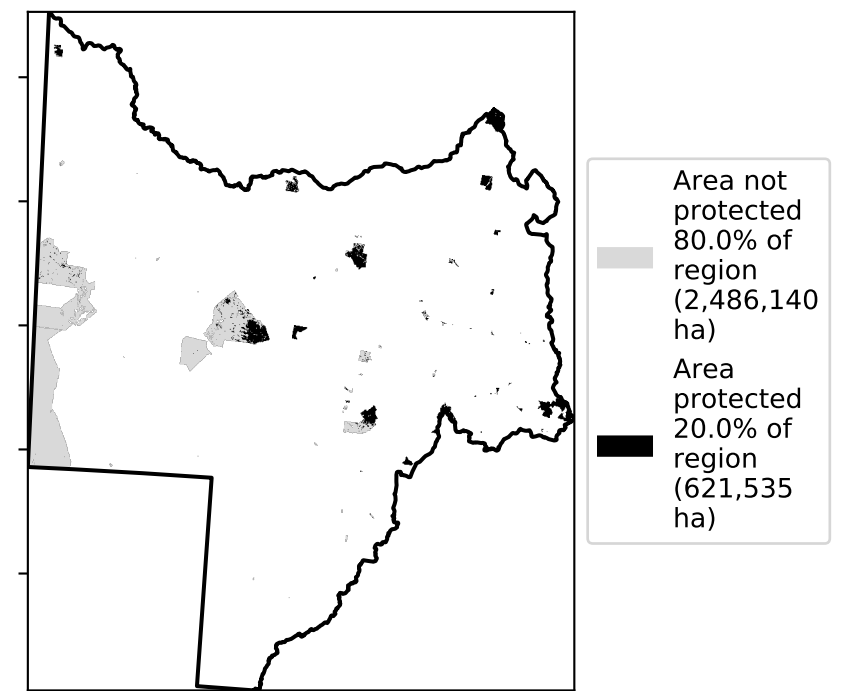 Area not
protected
80.0% of
region
(2,486,140
ha)
Area
protected
20.0% of
region
(621,535
ha)